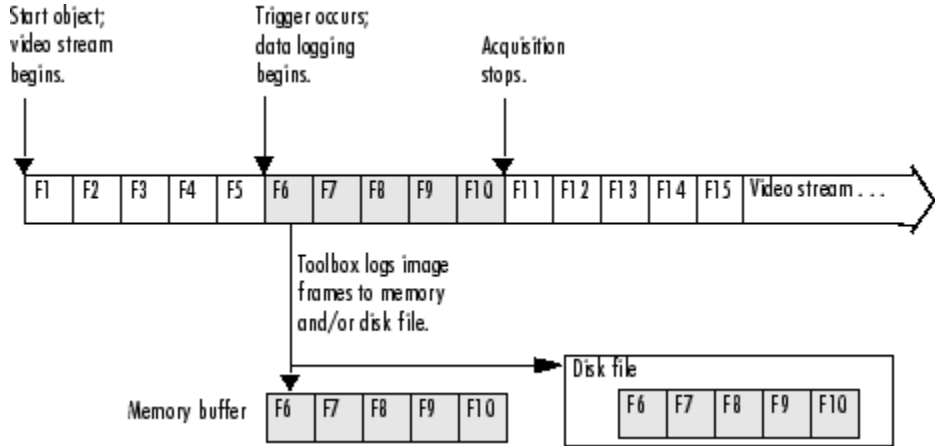 Start object;
video stream
begins.
Trigger occurs;
data logging
begins.
Acquisition
stops.
F1 F2 F3 F4 F5 F6 F7 F8 F9 F10 F11 F12 F13 F14 F15 Video stream . . .
Toolbox logs image
frames to memory
and/or disk file.
Disk file
Memory buffer F6 F7 F8 F9 F10
F6 F7 F8 F9 F10